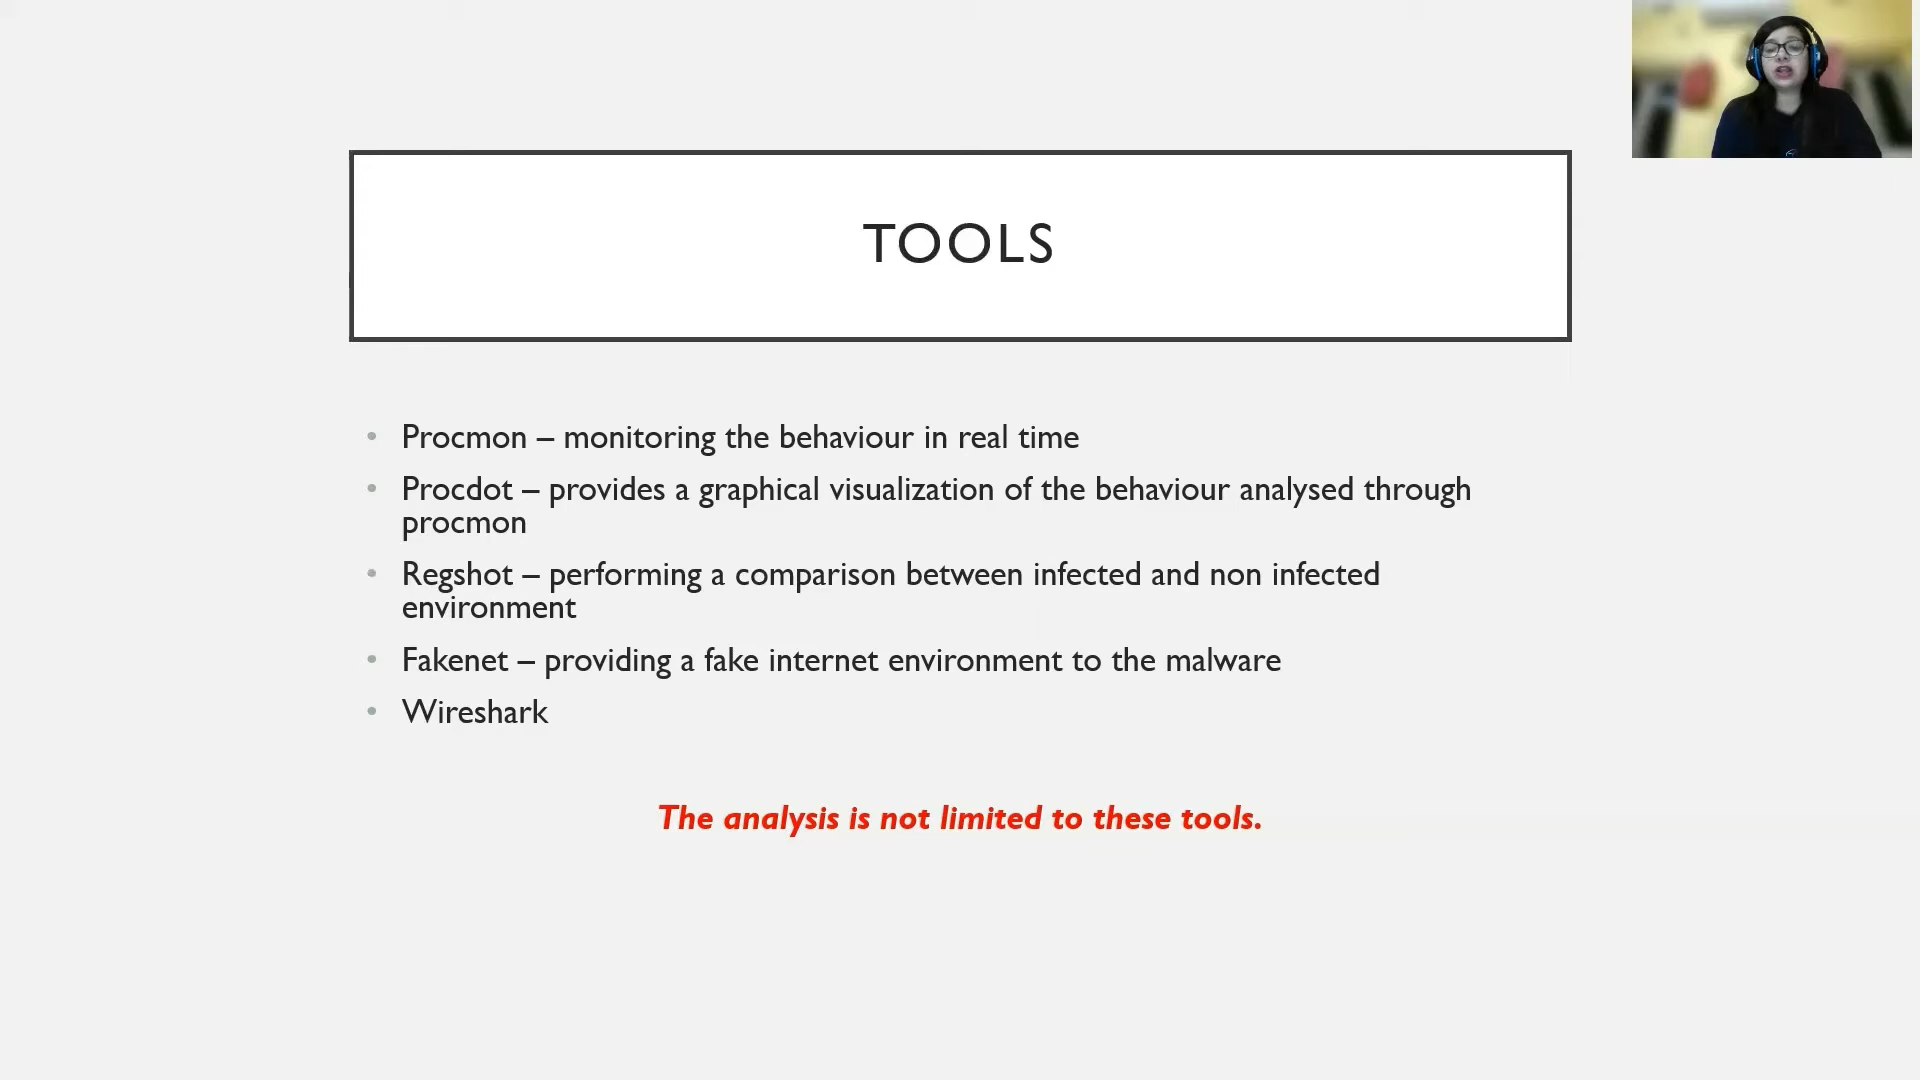 TOOLS
• Procmon – monitoring the behaviour in real time
• Procdot – provides a graphical visualization of the behaviour analysed through
procmon
• Regshot – performing a comparison between infected and non infected
environment
• Fakenet – providing a fake internet environment to the malware
• Wireshark
The analysis is not limited to these tools.